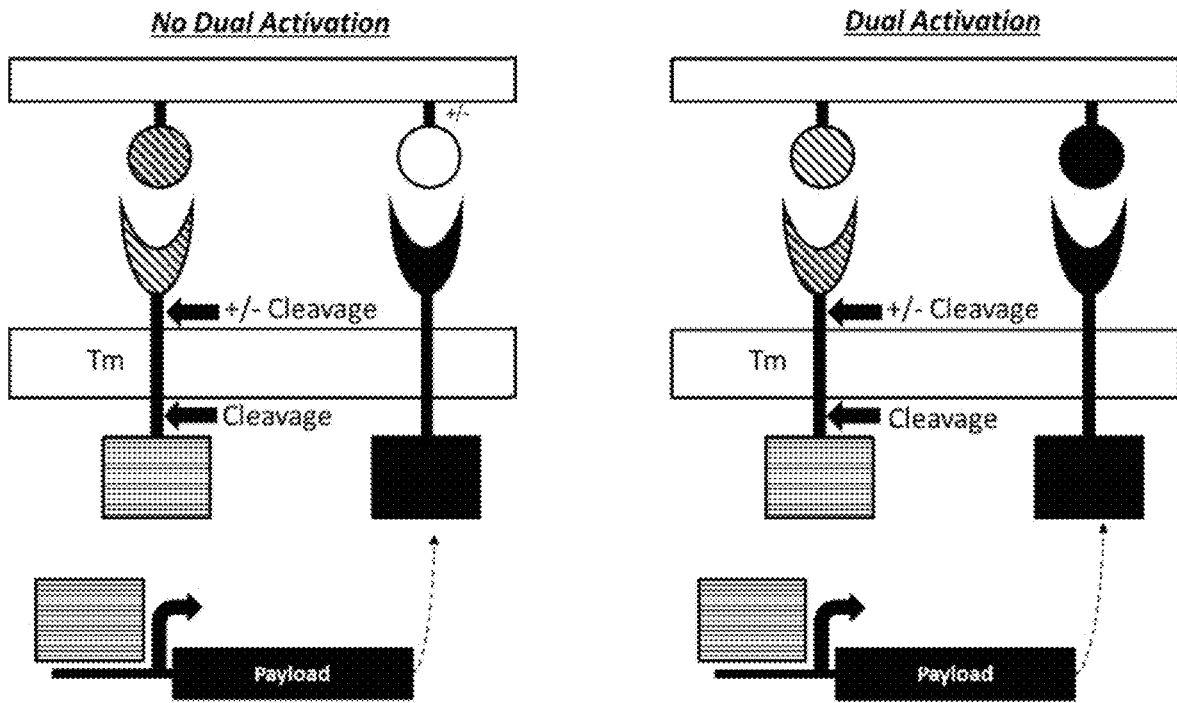 No Dual Activation
Dual Activation
+/-
+/- Cleavage
+/- Cleavage
Tm
Tm
Cleavage
Cleavage
Payload
Payload